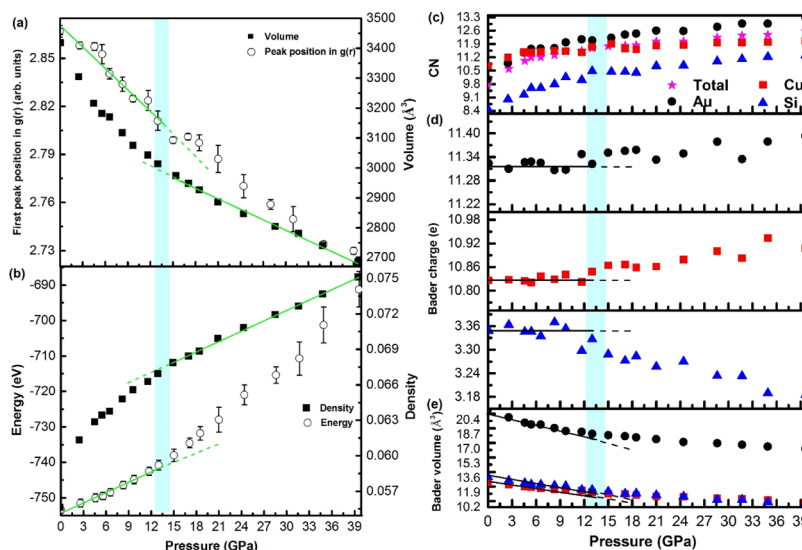 (a)
Volume
Peak position in g(r)
First peak position in g(r) (arb. units)
2.85
2.82
2.79
2.76
2.73
3500
3400
3300
3200
3100
3000
2900
2800
2700
Volume (Å³)
(b)
Density
Energy
Energy (eV)
-690
-700
-710
-720
-730
-740
-750
0.075
0.072
0.069
0.066
0.063
0.060
0.057
Density
0 3 6 9 12 15 18 21 24 27 30 33 36 39
Pressure (GPa)
(c)
CN
13.3
12.6
11.9
11.2
10.5
9.8
9.1
8.4
Total
Cu
Au
Si
(d)
Bader charge (e)
11.40
11.34
11.28
11.22
10.98
10.92
10.86
10.80
3.36
3.30
3.24
3.18
(e)
Bader volume (Å³)
20.4
18.7
17.0
15.3
13.6
11.9
10.2
0 3 6 9 12 15 18 21 24 27 30 33 36 39
Pressure (GPa)